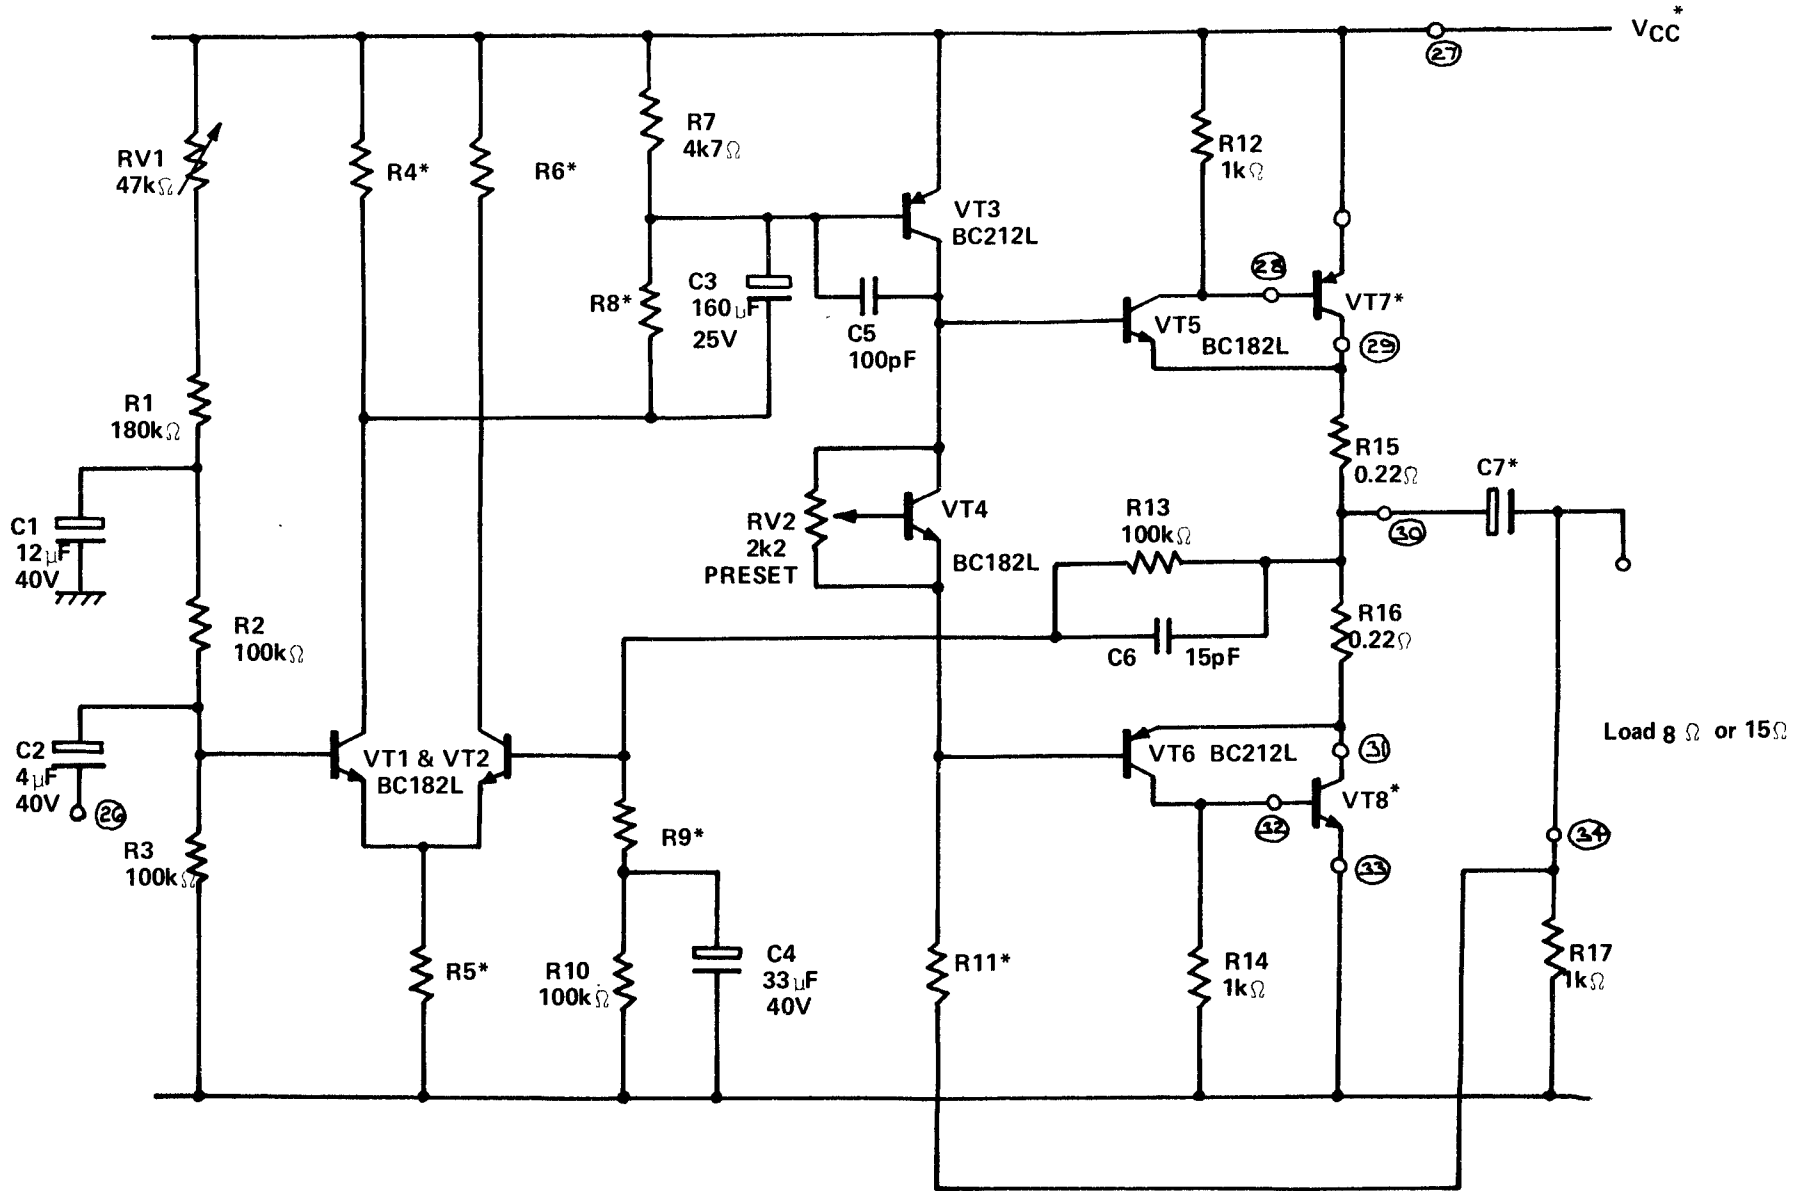 VCC*
27
RV1
47kΩ
R4*
R6*
R7
4k7Ω
R12
1kΩ
VT3
BC212L
28
VT7*
R8*
C3
160μF
25V
C5
100pF
VT5
BC182L
29
R1
180kΩ
R15
0.22Ω
C7*
C1
12μF
40V
RV2
2k2
PRESET
VT4
BC182L
R13
100kΩ
30
R2
100kΩ
C6
15pF
R16
0.22Ω
C2
4μF
40V
26
VT1 & VT2
BC182L
VT6 BC212L
31
VT8*
Load 8 Ω or 15Ω
R3
100kΩ
R9*
32
33
34
R5*
R10
100kΩ
C4
33μF
40V
R11*
R14
1kΩ
R17
1kΩ